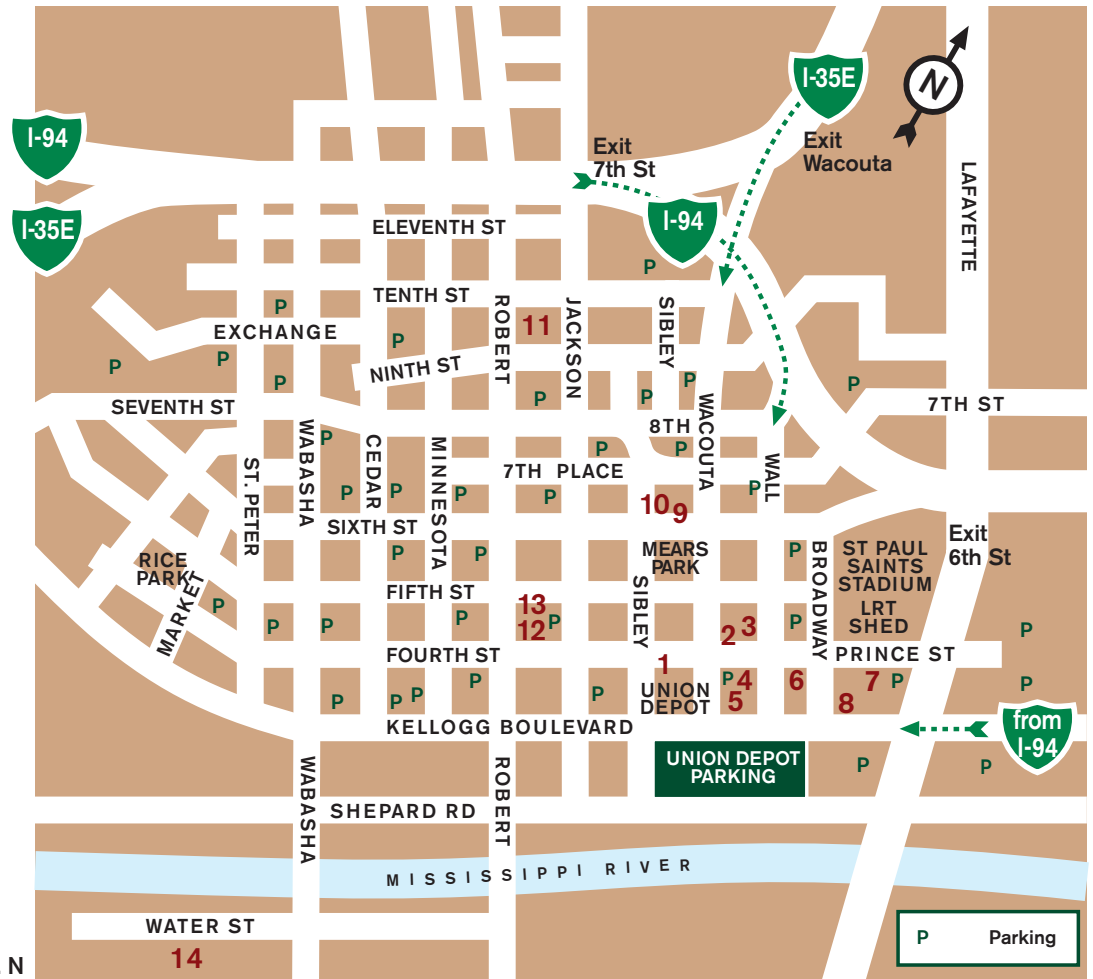 I-35E
N
I-94
Exit
7th St
Exit
Wacouta
LAFAYETTE
I-35E
I-94
ELEVENTH ST
P
TENTH ST
P
ROBERT
JACKSON
SIBLEY
11
EXCHANGE
P
P
P
NINTH ST
P
P
P
P
P
SEVENTH ST
7TH ST
WACOUTA
8TH
P
WABASHA
CEDAR
MINNESOTA
P
P
7TH PLACE
ST. PETER
WALL
P
P
P
P
P
10
9
SIXTH ST
Exit
6th St
RICE
PARK
P
P
MEARS
PARK
P
BROADWAY
ST PAUL
SAINTS
STADIUM
LRT
SHED
MARKET
P
FIFTH ST
SIBLEY
13
12
P
P
P
P
2
3
P
P
FOURTH ST
1
PRINCE ST
P
P
P
P
P
UNION
DEPOT
P
4
5
6
7
P
8
P
KELLOGG BOULEVARD
from
I-94
UNION DEPOT
PARKING
P
P
WABASHA
ROBERT
SHEPARD RD
MISSISSIPPI RIVER
WATER ST
14
P Parking
N